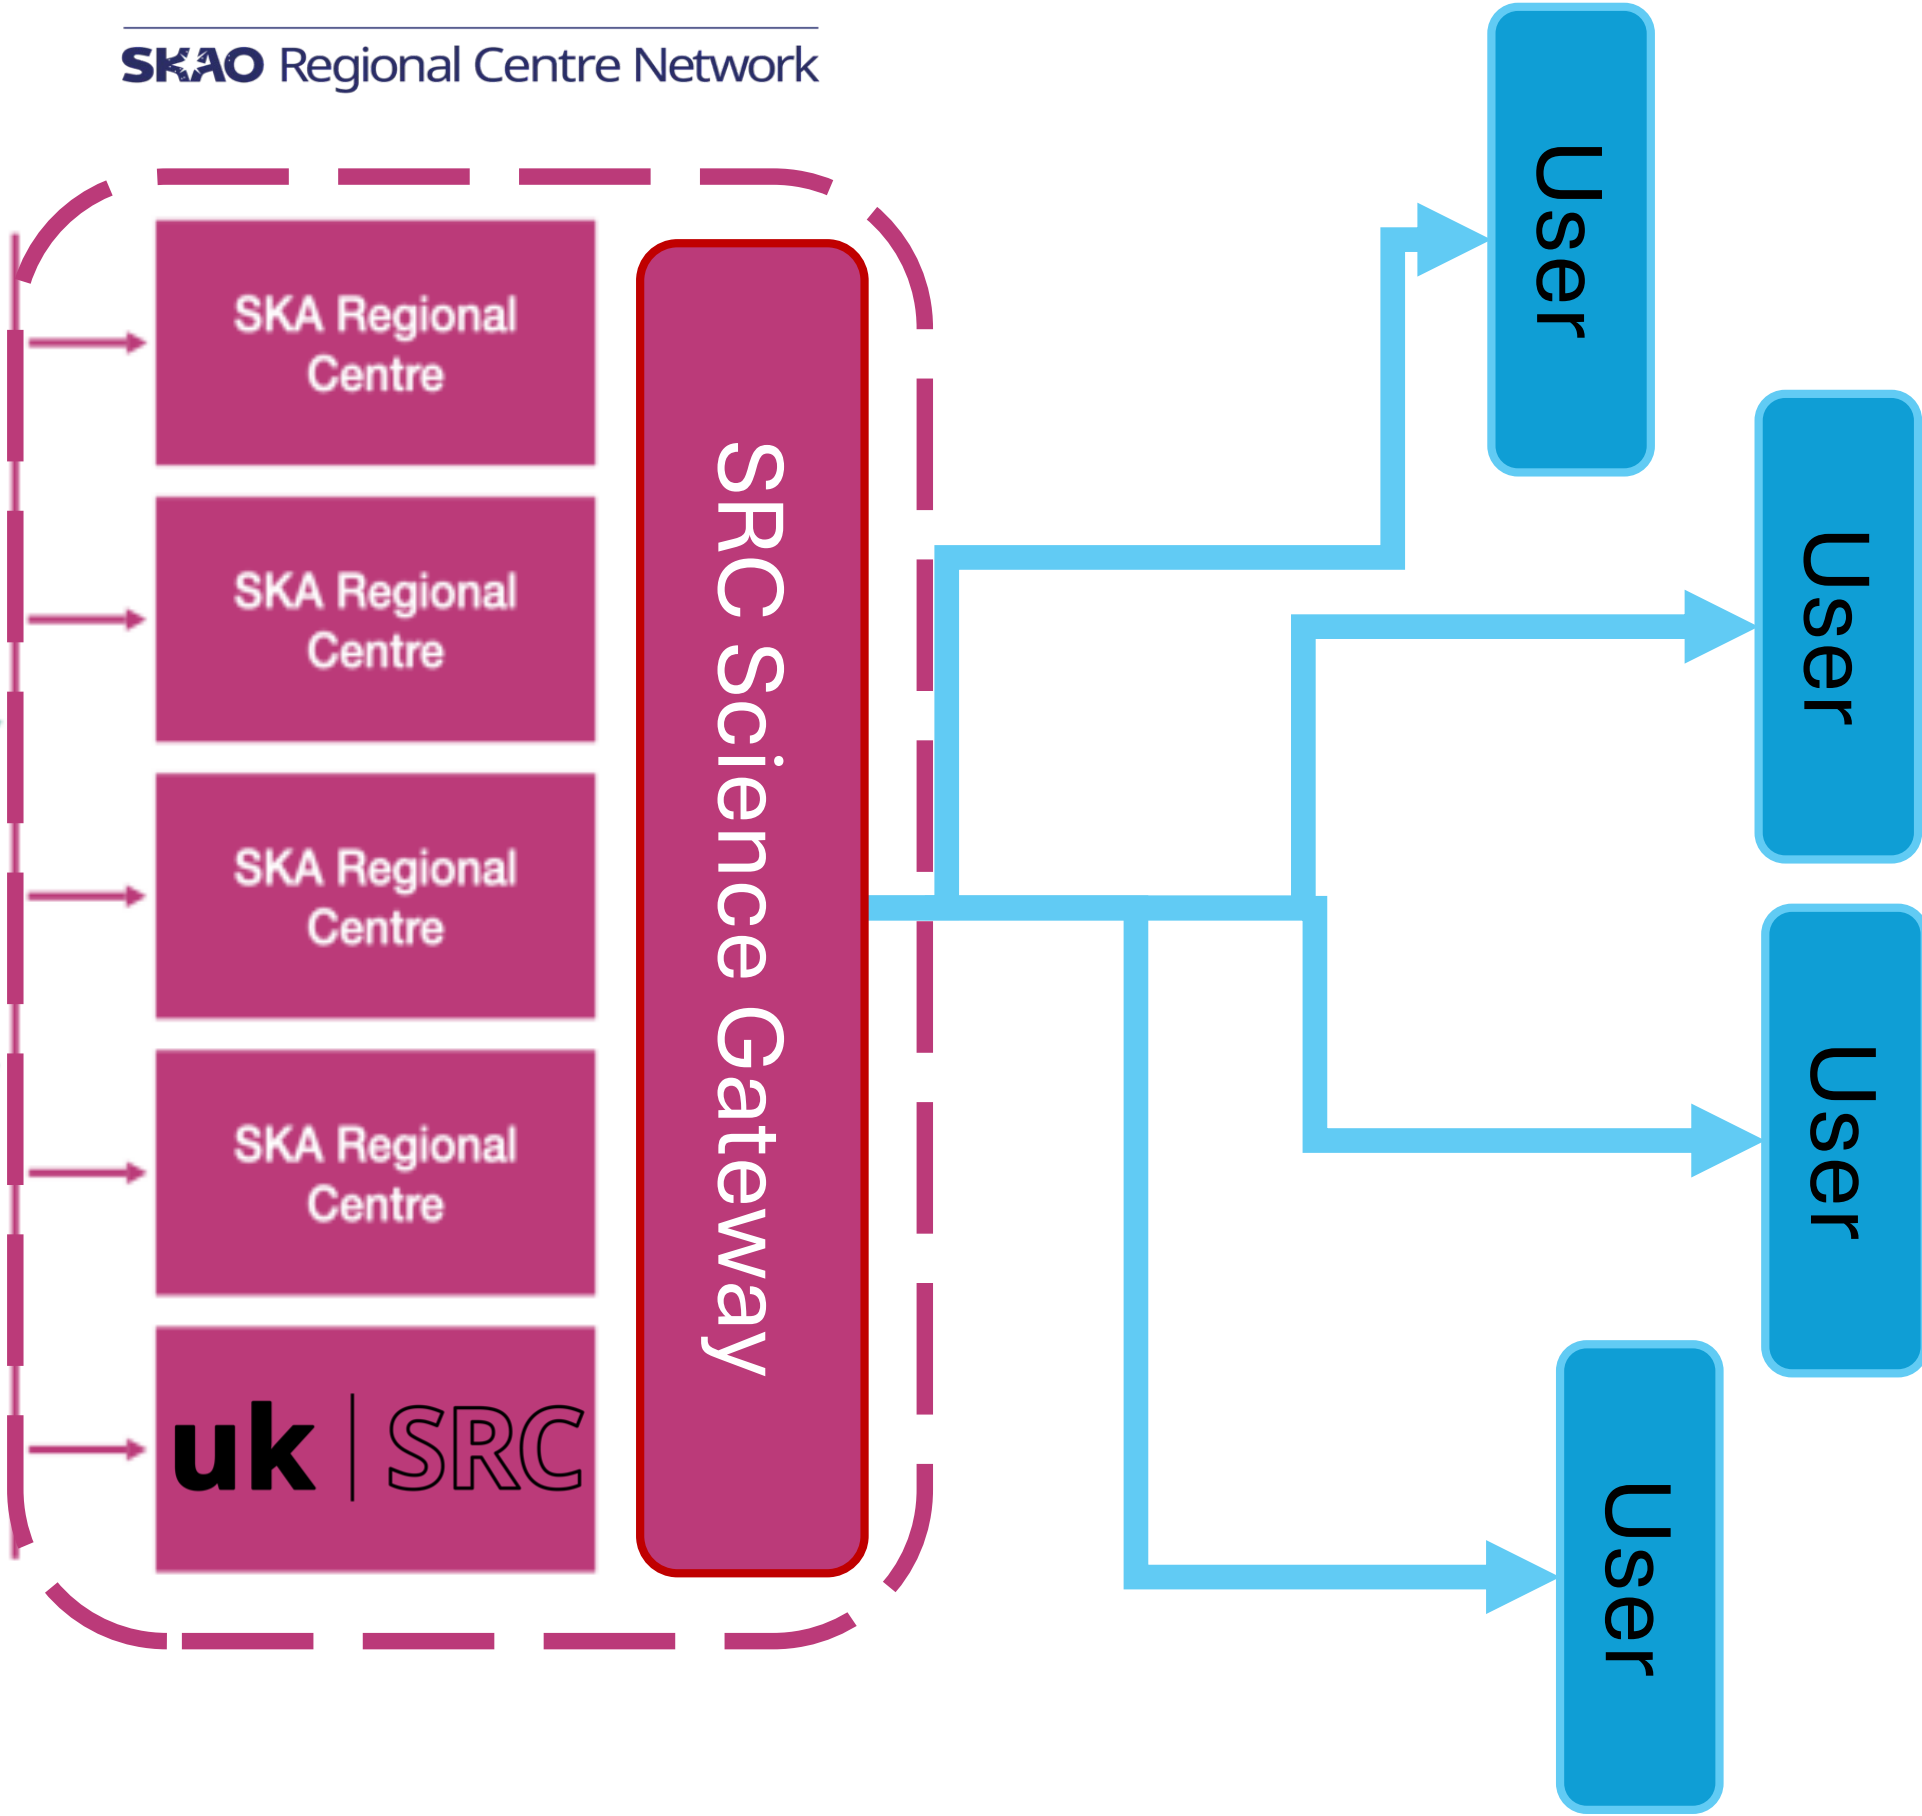 SKAO Regional Centre Network
SKA Regional
Centre
SKA Regional
Centre
SKA Regional
Centre
SKA Regional
Centre
uk | SRC
SRC Science Gateway
User
User
User
User